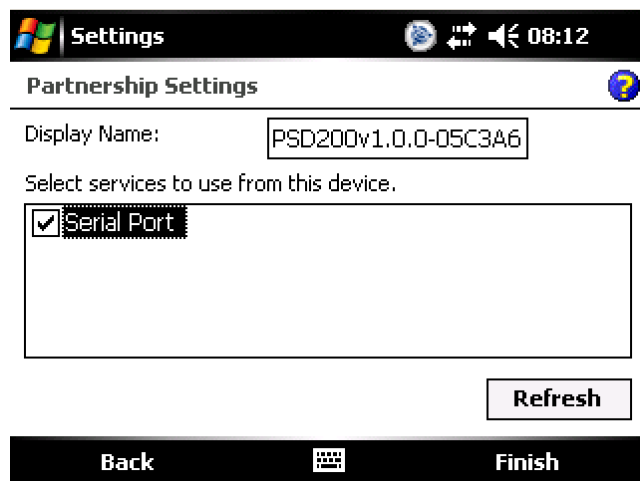 Settings 08:12
Partnership Settings ?
Display Name: PSD200v1.0.0-05C3A6
Select services to use from this device.
Serial Port
Refresh
Back Finish